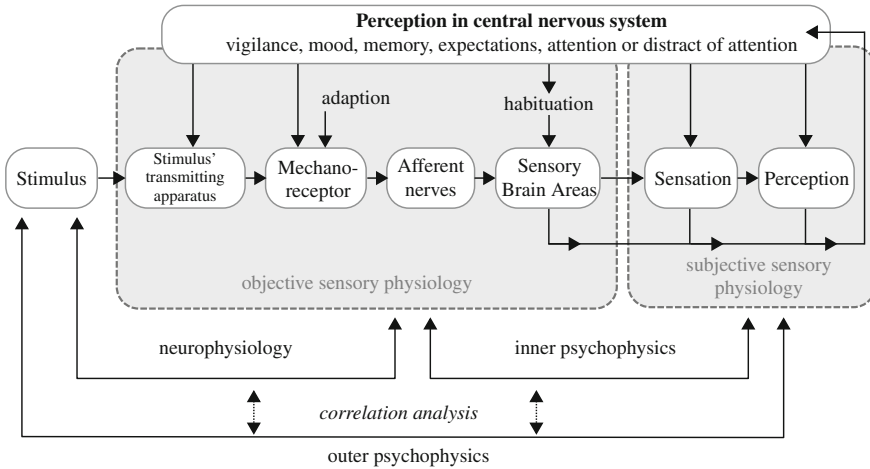 Perception in central nervous system
vigilance, mood, memory, expectations, attention or distract of attention
adaption
habituation
Stimulus
Stimulus'
transmitting
apparatus
Mechano-
receptor
Afferent
nerves
Sensory
Brain Areas
Sensation
Perception
objective sensory physiology
subjective sensory
physiology
neurophysiology
inner psychophysics
correlation analysis
outer psychophysics